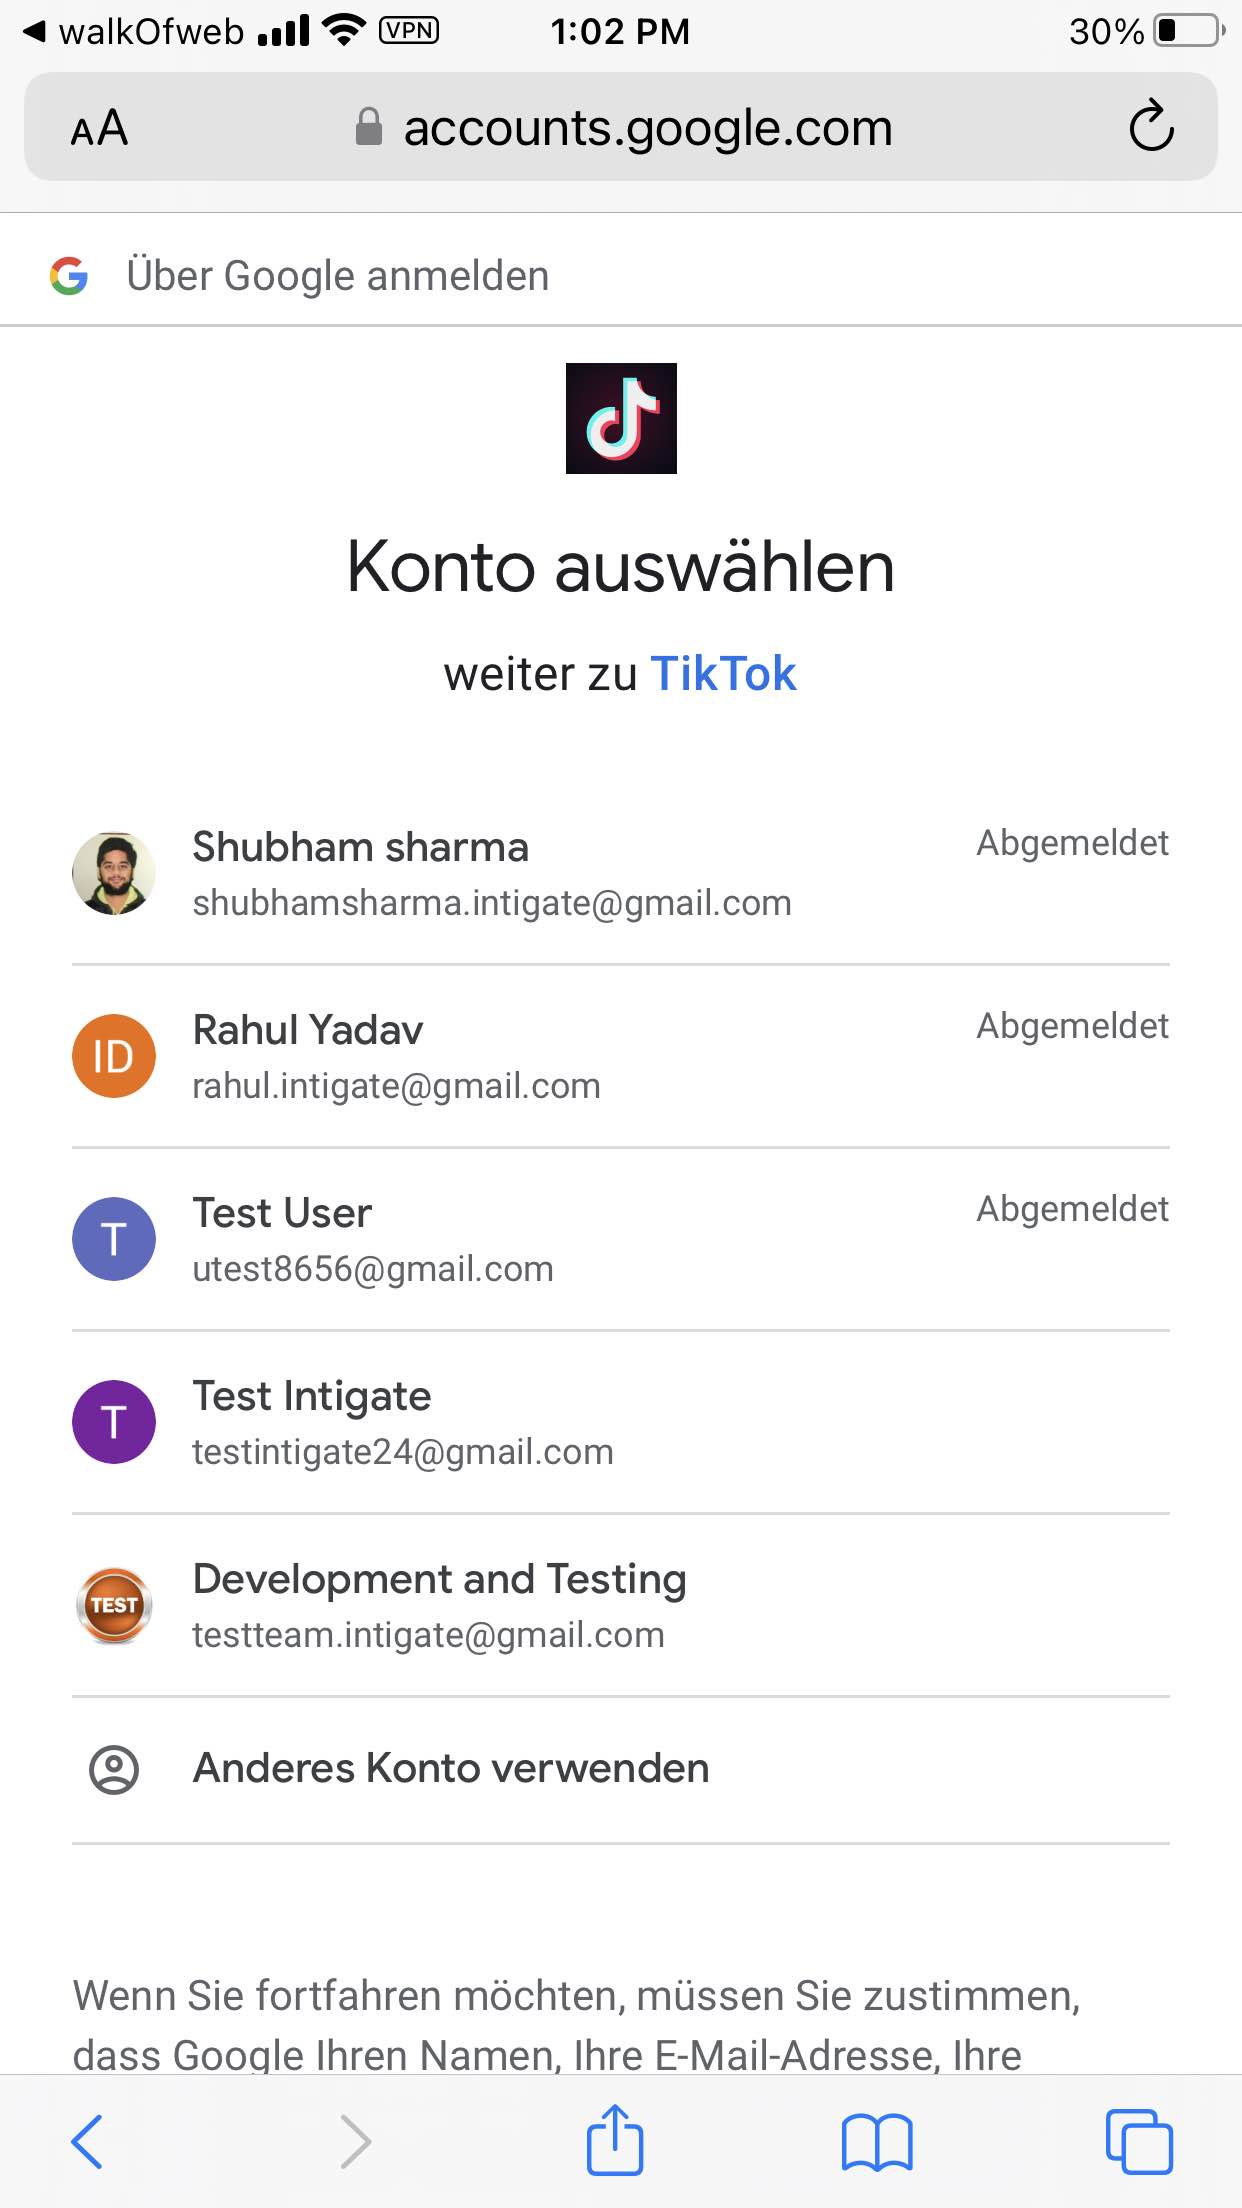 walkOfweb VPN 1:02 PM 30%
AA accounts.google.com
Über Google anmelden
Konto auswählen
weiter zu TikTok
Shubham sharma Abgemeldet
shubhamsharma.intigate@gmail.com
ID Rahul Yadav Abgemeldet
rahul.intigate@gmail.com
T Test User Abgemeldet
utest8656@gmail.com
T Test Intigate
testintigate24@gmail.com
TEST Development and Testing
testteam.intigate@gmail.com
Anderes Konto verwenden
Wenn Sie fortfahren möchten, müssen Sie zustimmen,
dass Google Ihren Namen, Ihre E-Mail-Adresse, Ihre